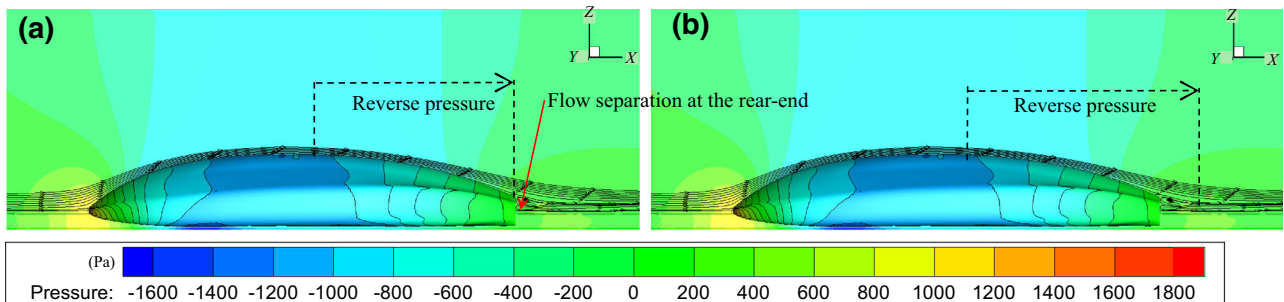 (a)
Z
Y X
Reverse pressure
Flow separation at the rear-end
(b)
Z
Y X
Reverse pressure
(Pa)
Pressure: -1600 -1400 -1200 -1000 -800 -600 -400 -200 0 200 400 600 800 1000 1200 1400 1600 1800